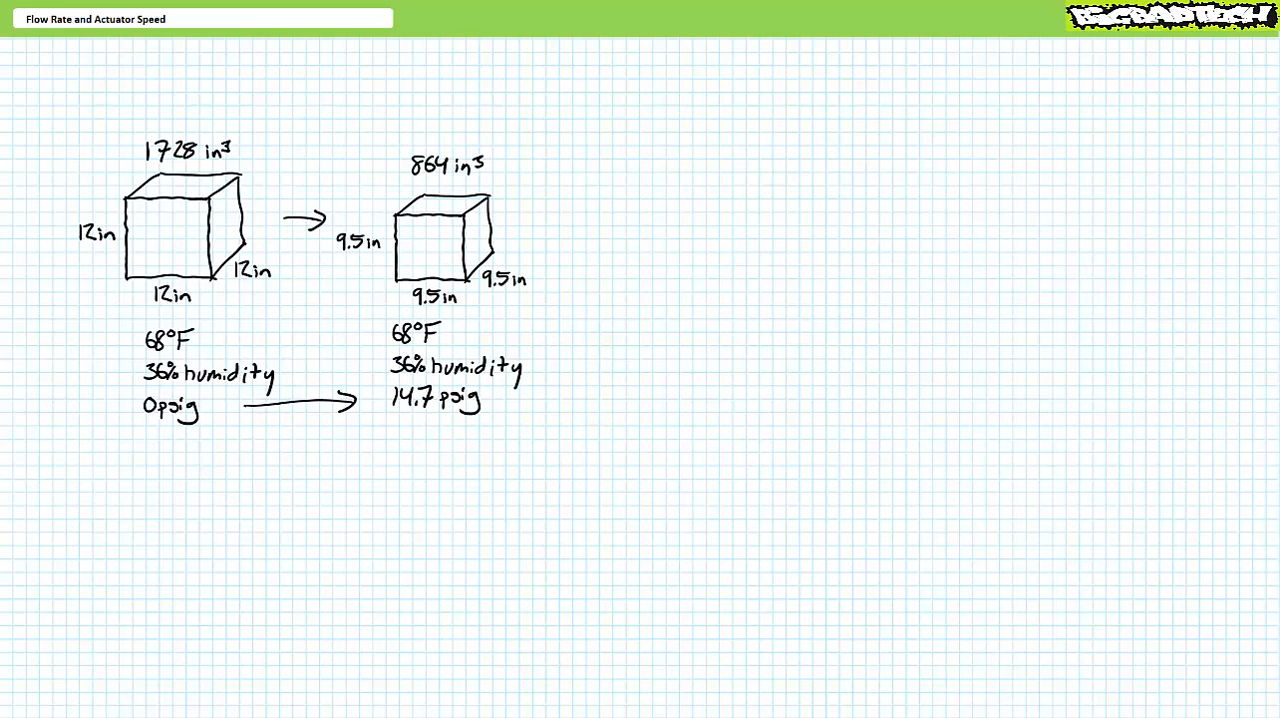 Flow Rate and Actuator Speed
BIGBADTECH
1728 in³
12in
12in
12in
68°F
36% humidity
0psig
864 in³
9.5in
9.5in
9.5in
68°F
36% humidity
14.7 psig